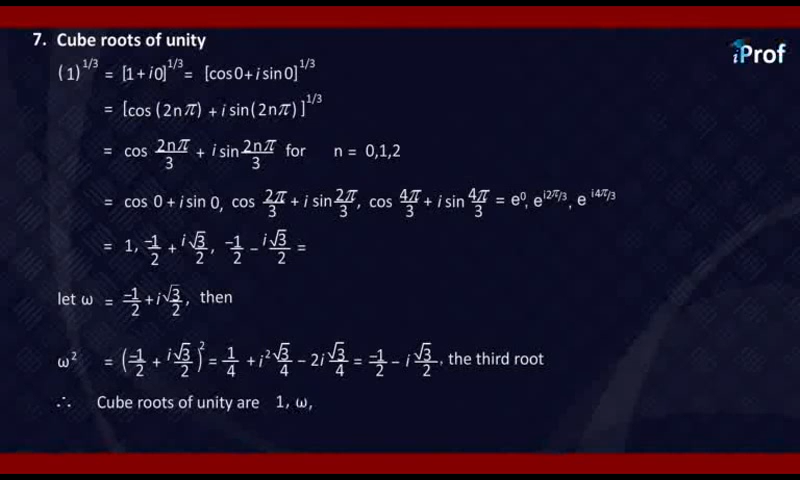 7. Cube roots of unity
iProf
(1)^{1/3} = [1+i0]^{1/3} = [cos0+i sin0]^{1/3}
= [cos (2nπ) + i sin(2nπ)]^{1/3}
= cos 2nπ/3 + i sin 2nπ/3 for n = 0,1,2
= cos 0 + i sin 0, cos 2π/3 + i sin 2π/3, cos 4π/3 + i sin 4π/3 = e^0, e^{i2π/3}, e^{i4π/3}
= 1, -1/2 + i√3/2, -1/2 - i√3/2 =
let ω = -1/2 + i√3/2, then
ω² = (-1/2 + i√3/2)² = 1/4 + i²√3/4 - 2i√3/4 = -1/2 - i√3/2, the third root
∴ Cube roots of unity are 1, ω,